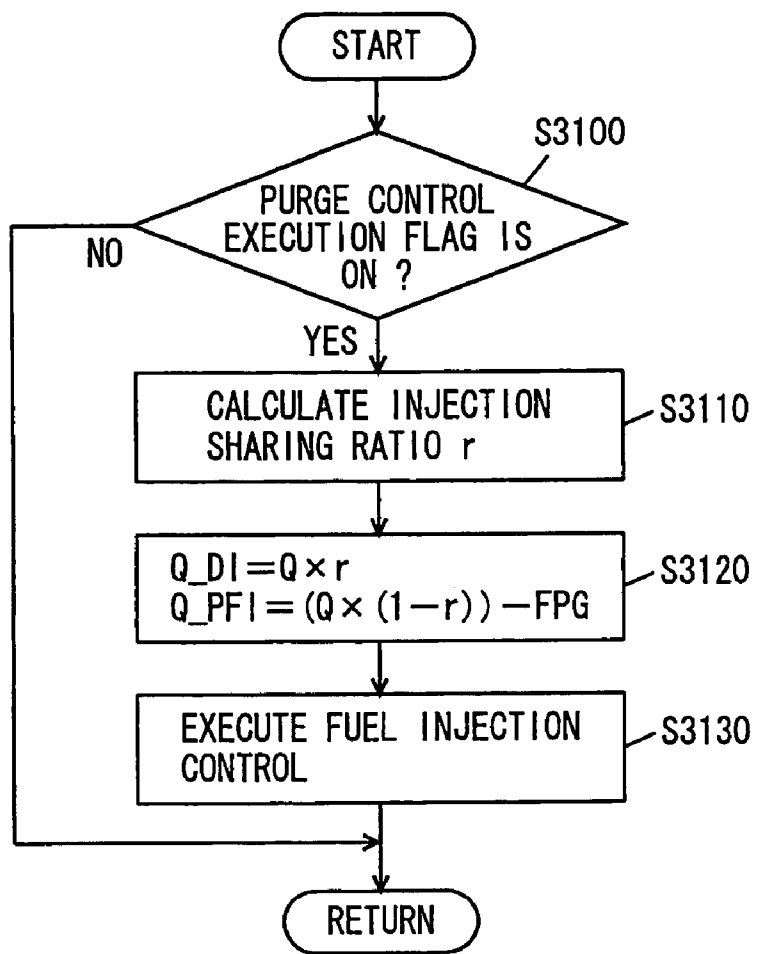 START
S3100
PURGE CONTROL
EXECUTION FLAG IS
ON ?
NO
YES
CALCULATE INJECTION
SHARING RATIO r
S3110
Q_DI=Q×r
Q_PFI=(Q×(1-r))-FPG
S3120
EXECUTE FUEL INJECTION
CONTROL
S3130
RETURN